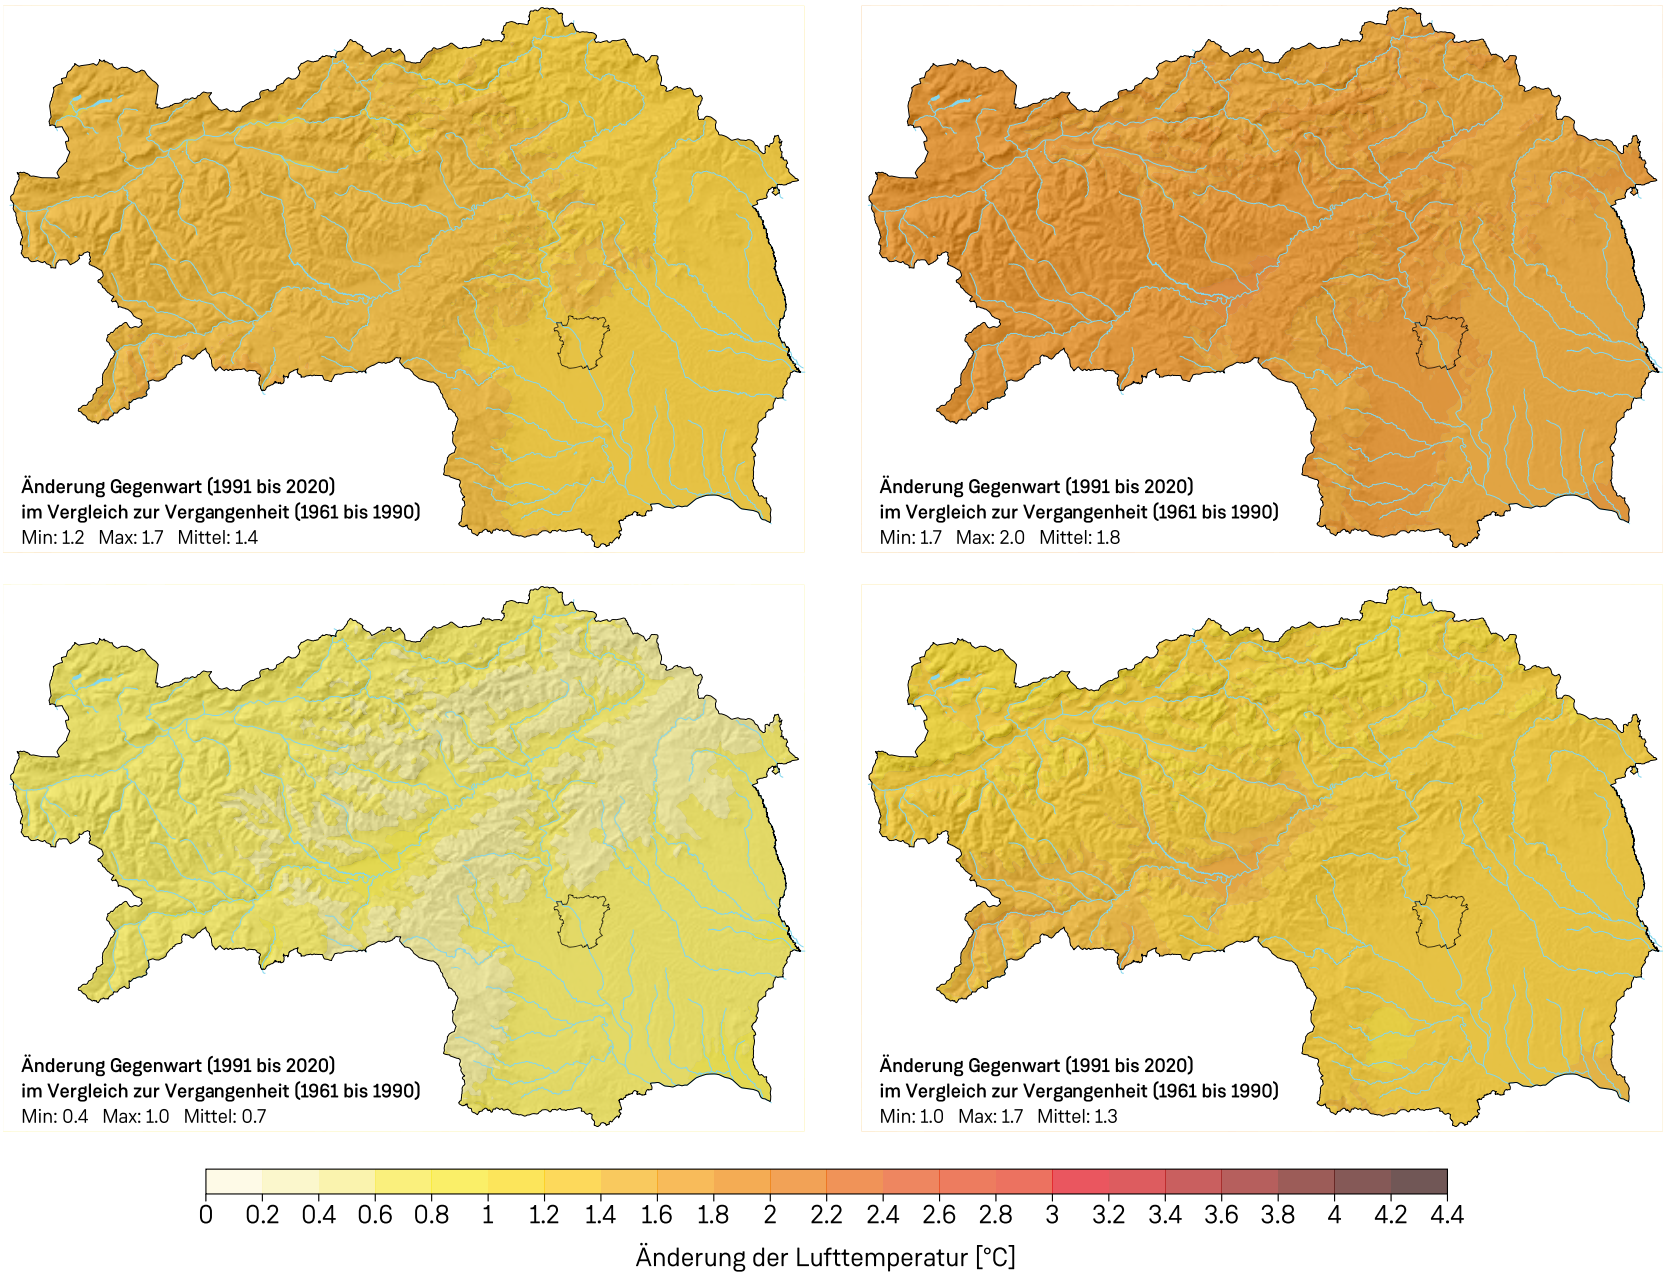 Änderung Gegenwart (1991 bis 2020)
im Vergleich zur Vergangenheit (1961 bis 1990)
Min: 1.2 Max: 1.7 Mittel: 1.4
Änderung Gegenwart (1991 bis 2020)
im Vergleich zur Vergangenheit (1961 bis 1990)
Min: 1.7 Max: 2.0 Mittel: 1.8
Änderung Gegenwart (1991 bis 2020)
im Vergleich zur Vergangenheit (1961 bis 1990)
Min: 0.4 Max: 1.0 Mittel: 0.7
Änderung Gegenwart (1991 bis 2020)
im Vergleich zur Vergangenheit (1961 bis 1990)
Min: 1.0 Max: 1.7 Mittel: 1.3
0 0.2 0.4 0.6 0.8 1 1.2 1.4 1.6 1.8 2 2.2 2.4 2.6 2.8 3 3.2 3.4 3.6 3.8 4 4.2 4.4
Änderung der Lufttemperatur [°C]